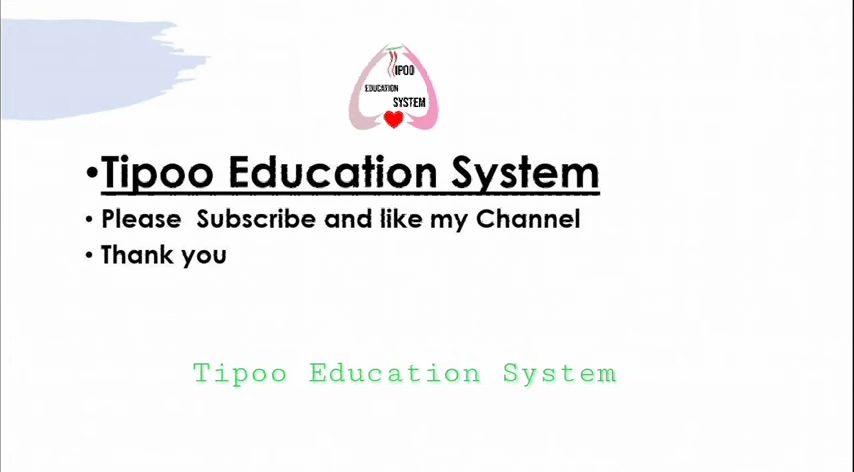 TIPOO
EDUCATION
SYSTEM
•Tipoo Education System
• Please  Subscribe and like my Channel
• Thank you
Tipoo Education System